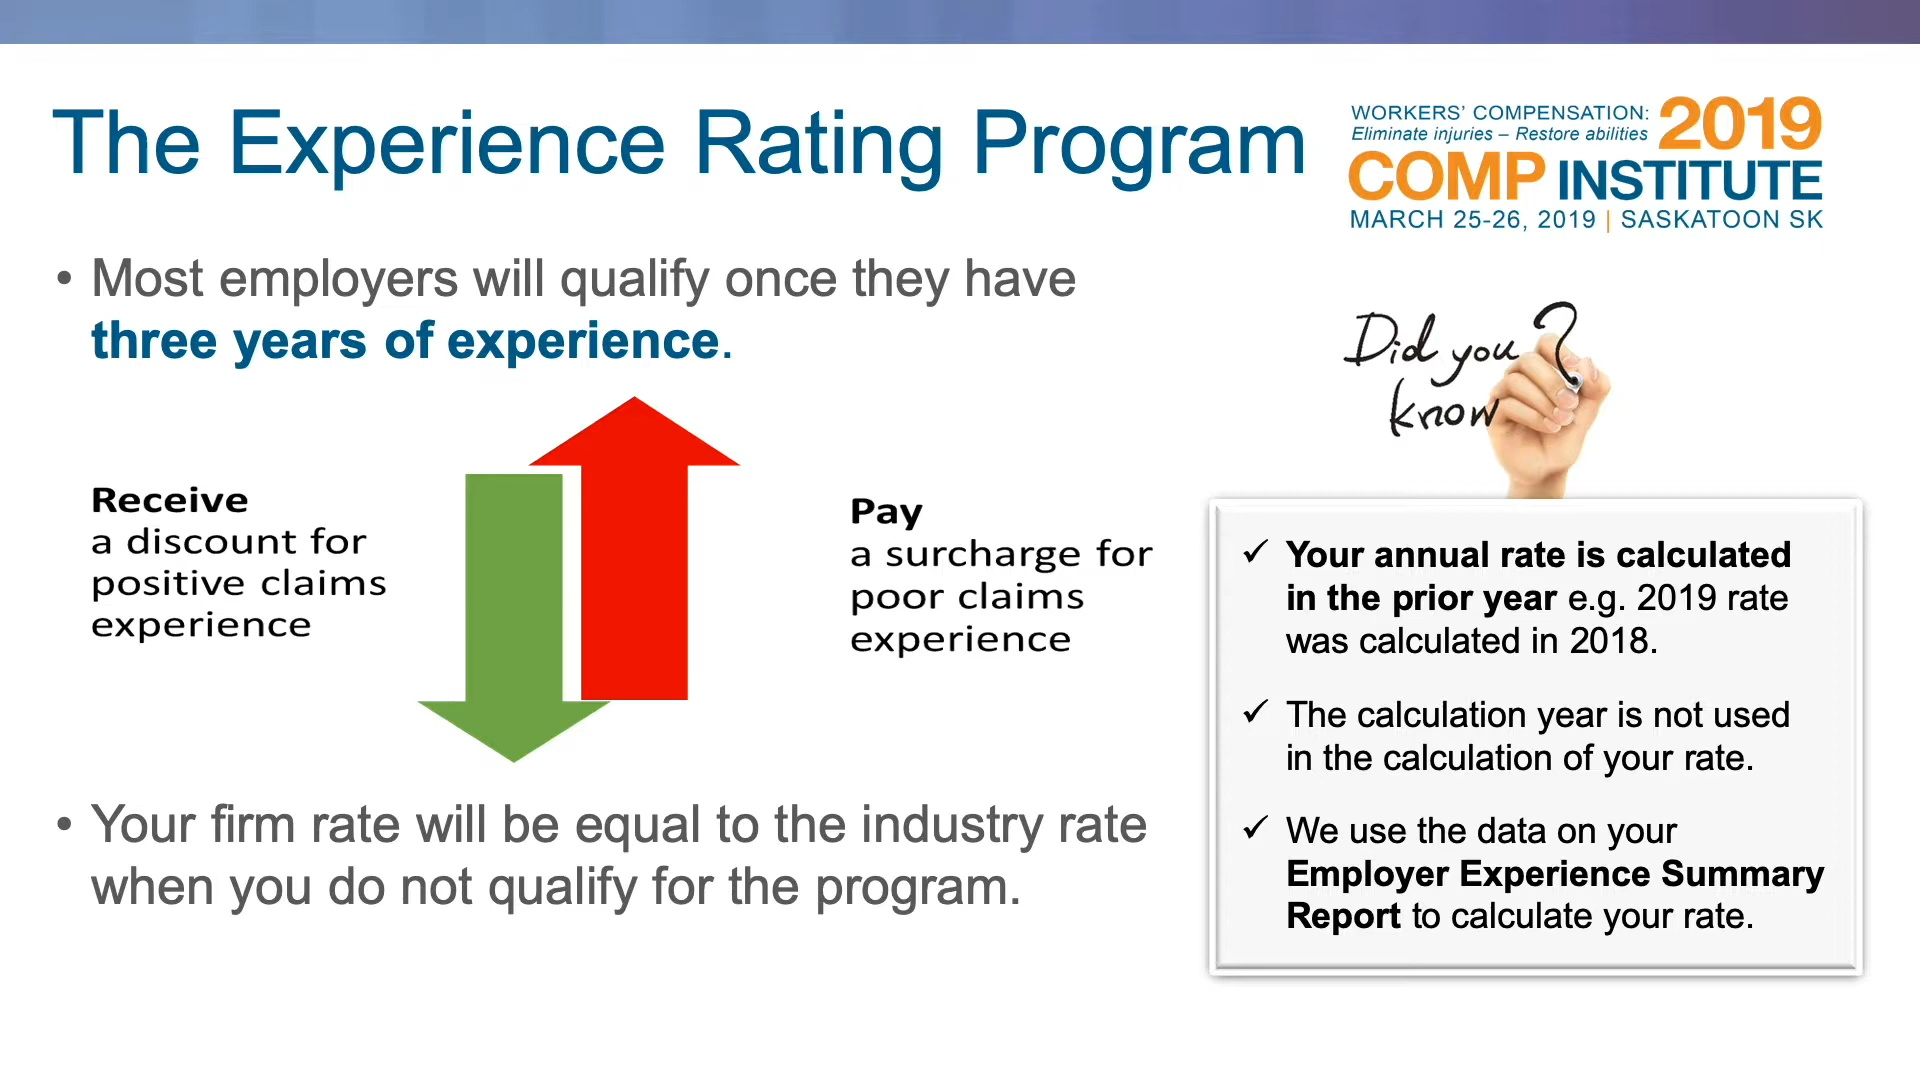 The Experience Rating Program
WORKERS’ COMPENSATION:
Eliminate injuries – Restore abilities
2019
COMP INSTITUTE
MARCH 25-26, 2019 | SASKATOON SK
• Most employers will qualify once they have
three years of experience.
Receive
a discount for
positive claims
experience
Pay
a surcharge for
poor claims
experience
• Your firm rate will be equal to the industry rate
when you do not qualify for the program.
Did you
know?
✓ Your annual rate is calculated
in the prior year e.g. 2019 rate
was calculated in 2018.
✓ The calculation year is not used
in the calculation of your rate.
✓ We use the data on your
Employer Experience Summary
Report to calculate your rate.